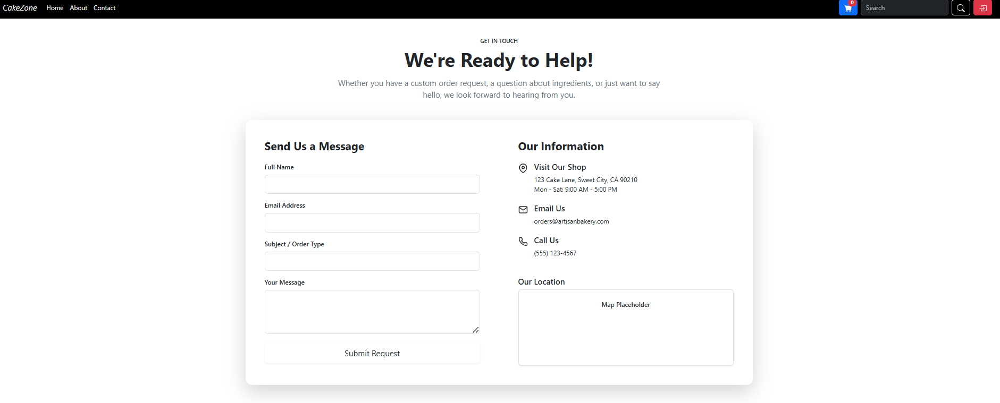 CakeZone Home About Contact 0 Search
GET IN TOUCH
We're Ready to Help!
Whether you have a custom order request, a question about ingredients, or just want to say
hello, we look forward to hearing from you.
Send Us a Message
Full Name
Email Address
Subject / Order Type
Your Message
Submit Request
Our Information
Visit Our Shop
123 Cake Lane, Sweet City, CA 90210
Mon - Sat: 9:00 AM - 5:00 PM
Email Us
orders@artisanbakery.com
Call Us
(555) 123-4567
Our Location
Map Placeholder